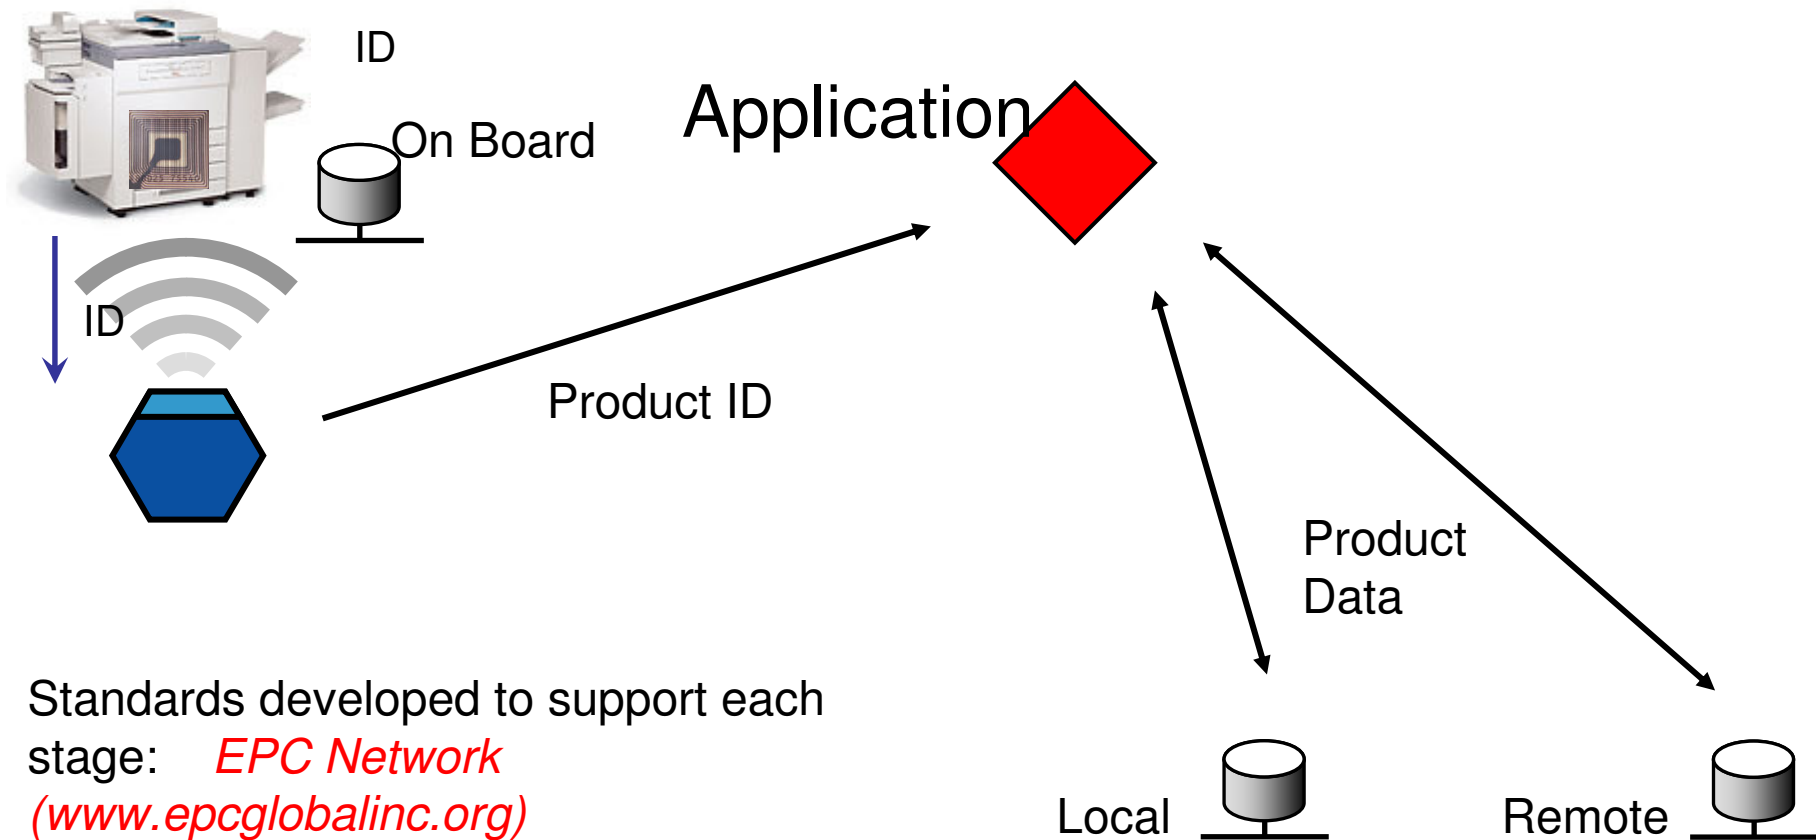 ID
On Board
Application
ID
Product ID
Product
Data
Standards developed to support each
stage: EPC Network
(www.epcglobalinc.org)
Local
Remote